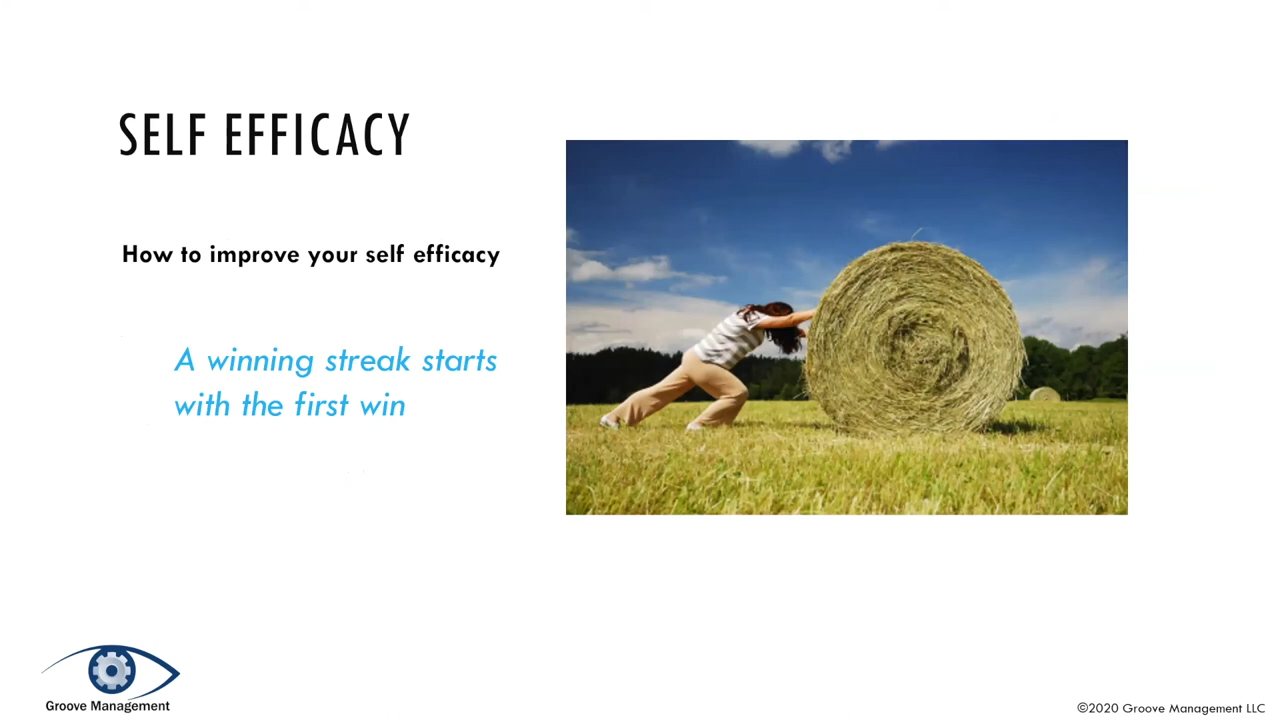 SELF EFFICACY
How to improve your self efficacy
A winning streak starts
with the first win
Groove Management
©2020 Groove Management LLC